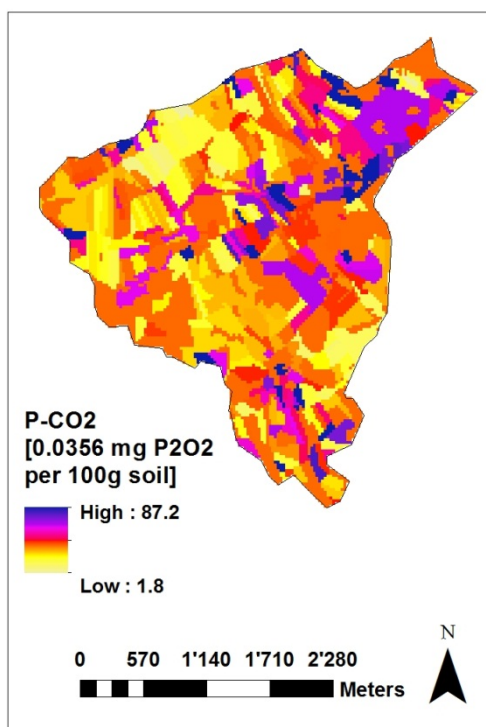 P-CO2
[0.0356 mg P2O2
per 100g soil]
High : 87.2
Low : 1.8
N
0 570 1'140 1'710 2'280
Meters